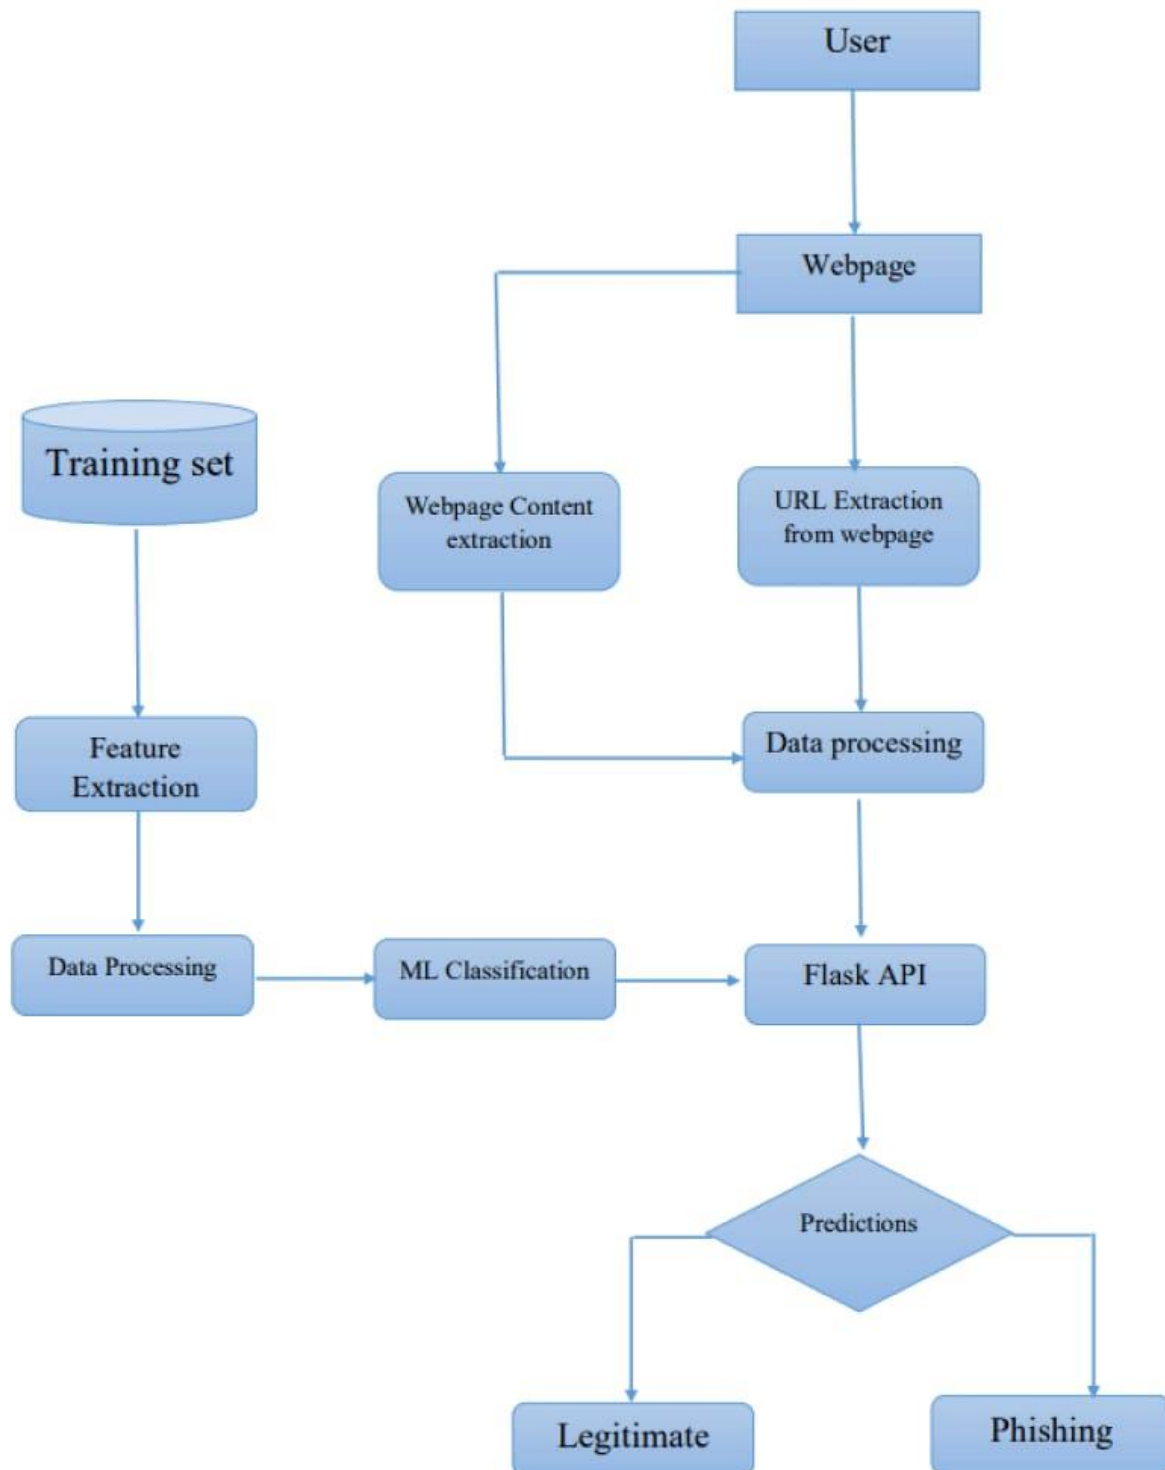 User
Webpage
Training set
Webpage Content
extraction
URL Extraction
from webpage
Feature
Extraction
Data processing
Data Processing
ML Classification
Flask API
Predictions
Legitimate
Phishing